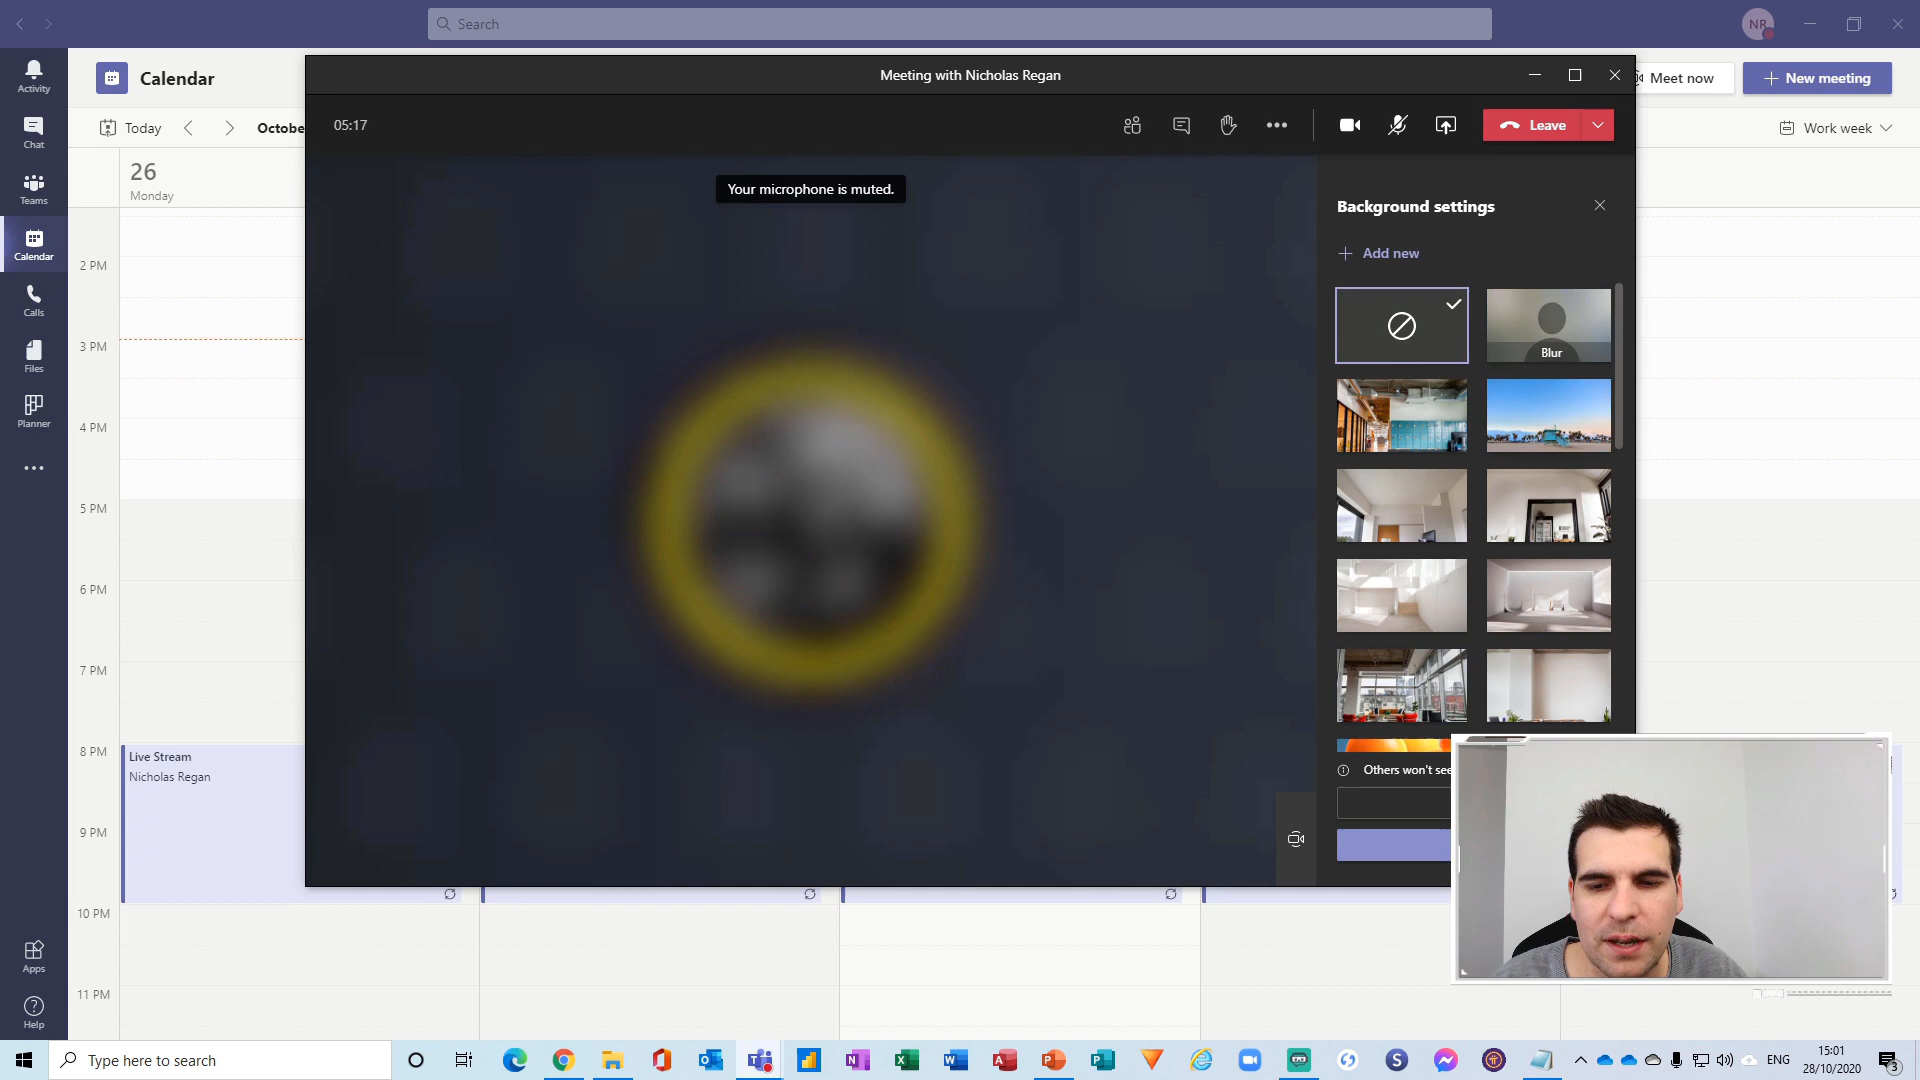 Search
NR
Activity
Chat
Teams
Calendar
Calls
Files
Planner
Apps
Help
Calendar
Meet now
New meeting
Today
Octobe
Work week
26
Monday
2 PM
3 PM
4 PM
5 PM
6 PM
7 PM
8 PM
9 PM
10 PM
11 PM
Live Stream
Nicholas Regan
Meeting with Nicholas Regan
05:17
Leave
Your microphone is muted.
Background settings
Add new
Blur
Others won't see
Type here to search
ENG
15:01
28/10/2020
3